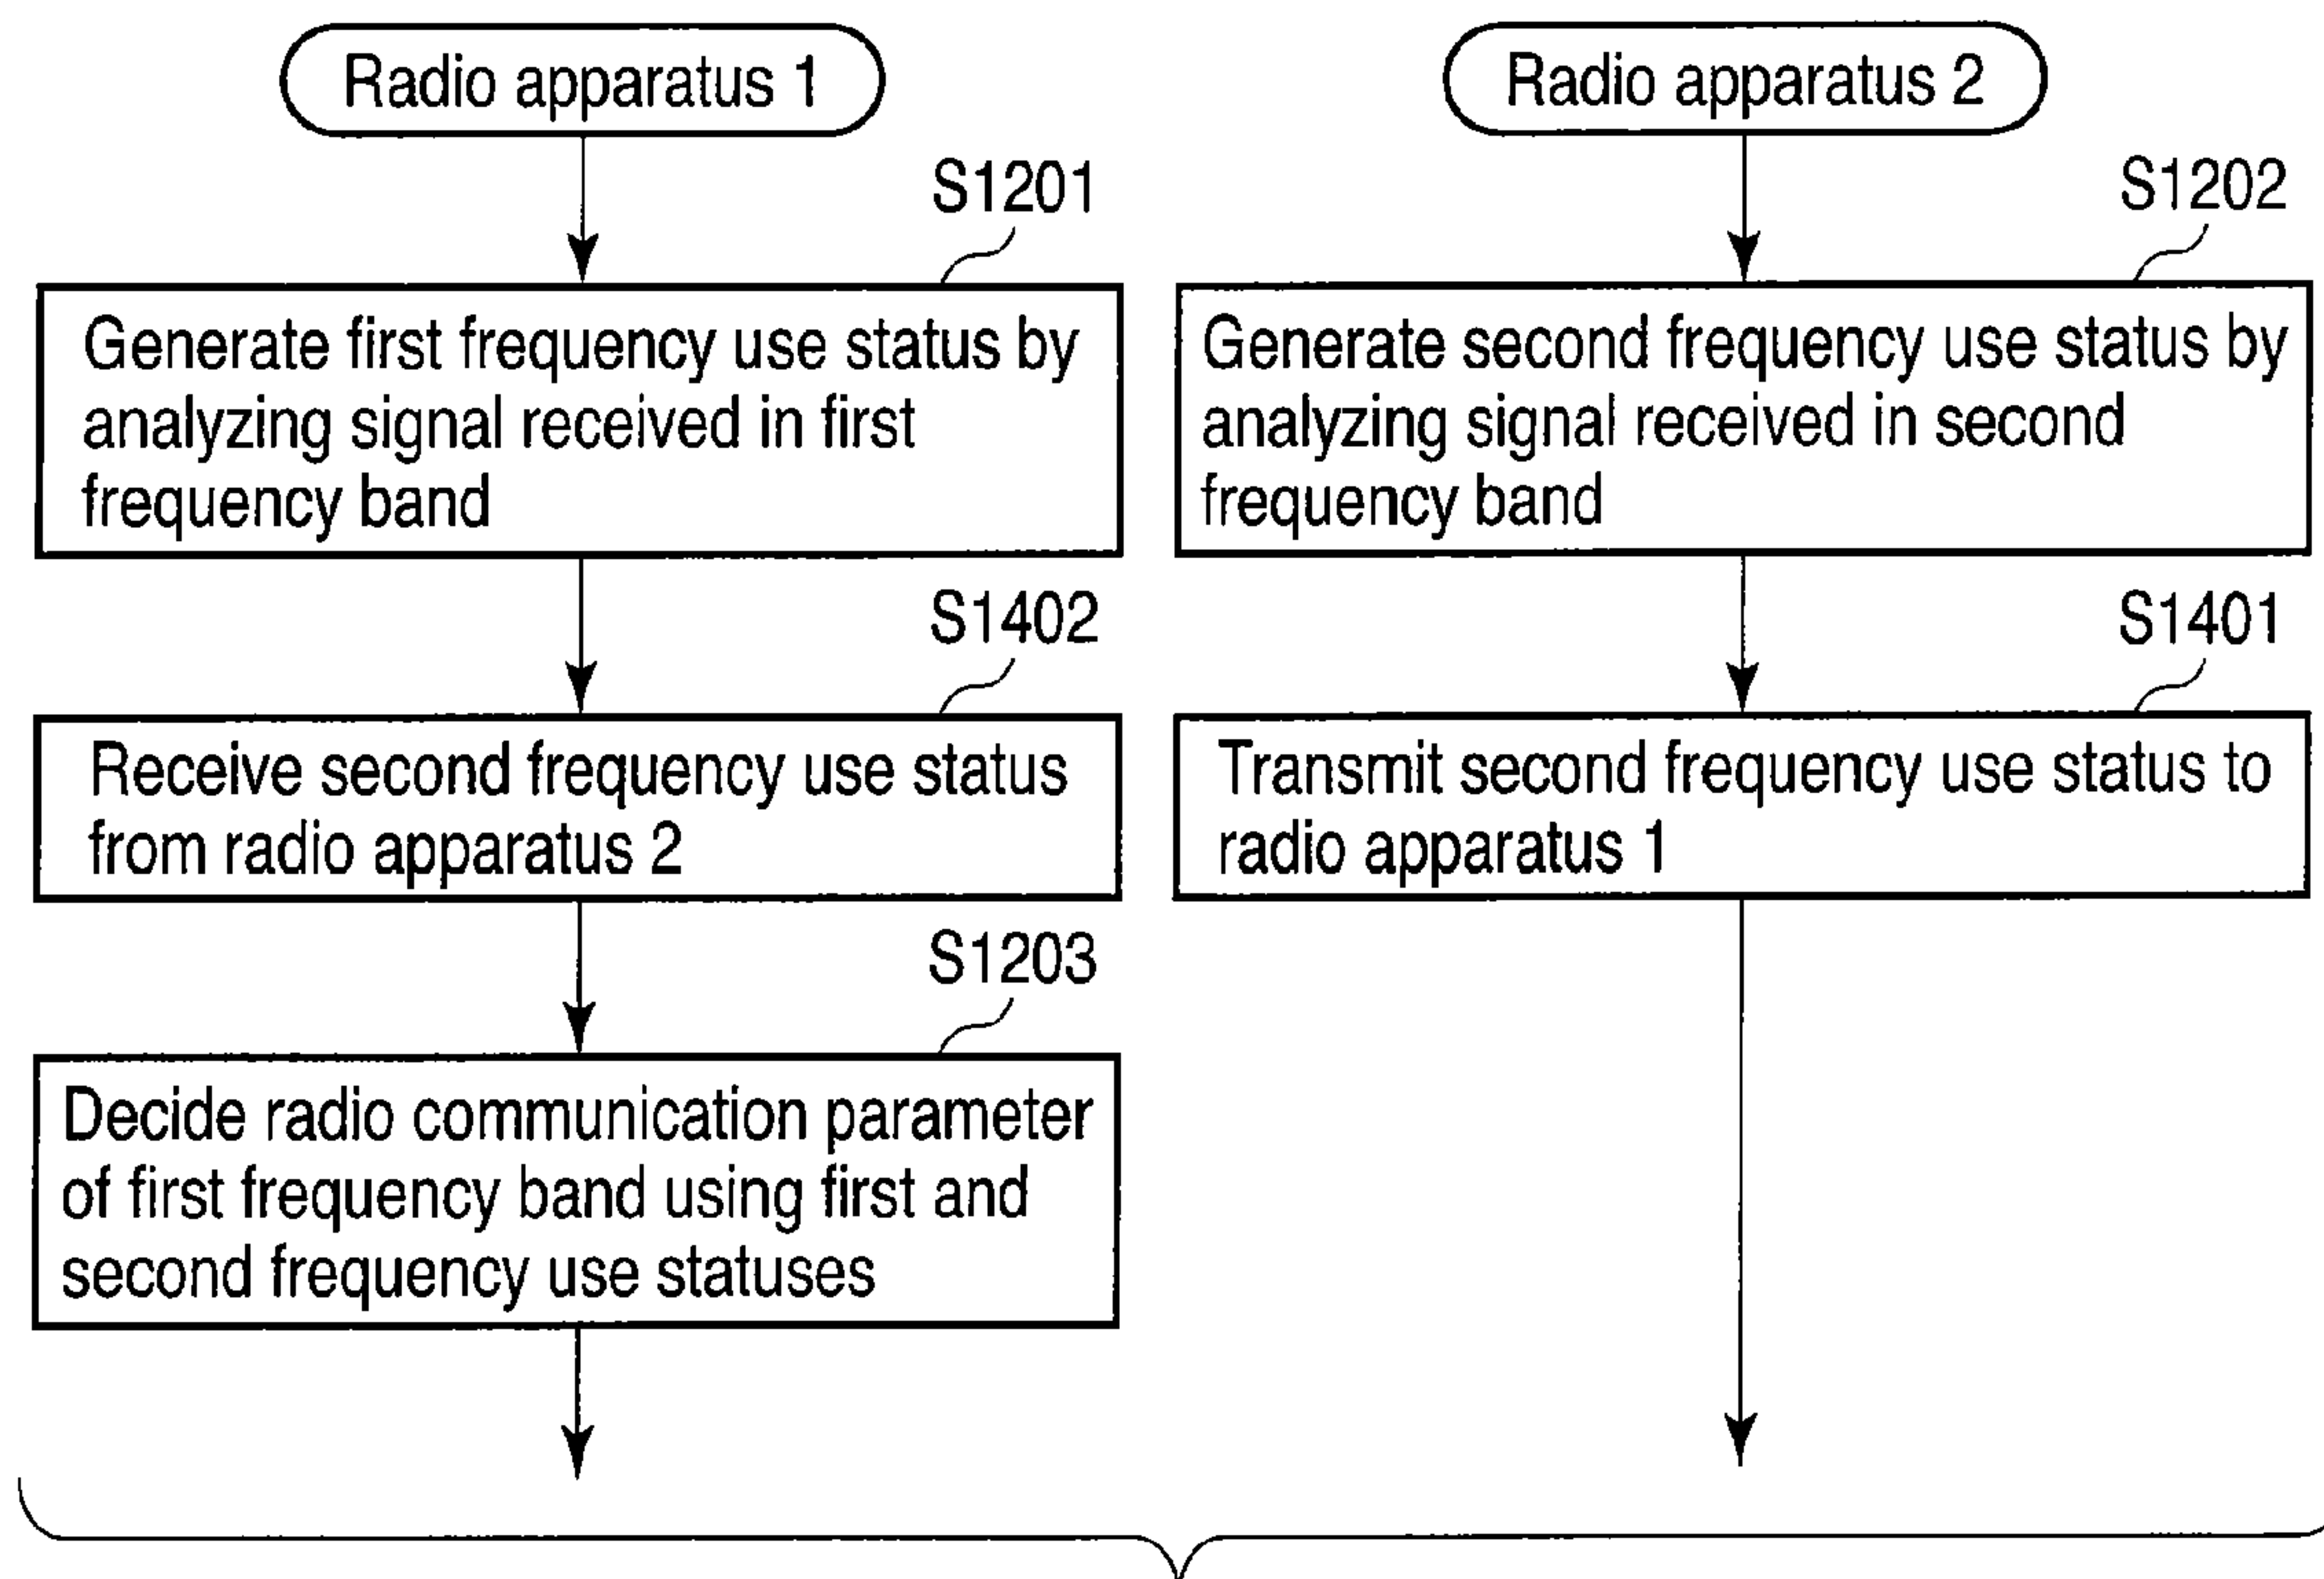 Radio apparatus 1
S1201
Generate first frequency use status by
analyzing signal received in first
frequency band
S1402
Receive second frequency use status
from radio apparatus 2
S1203
Decide radio communication parameter
of first frequency band using first and
second frequency use statuses
Radio apparatus 2
S1202
Generate second frequency use status by
analyzing signal received in second
frequency band
S1401
Transmit second frequency use status to
radio apparatus 1